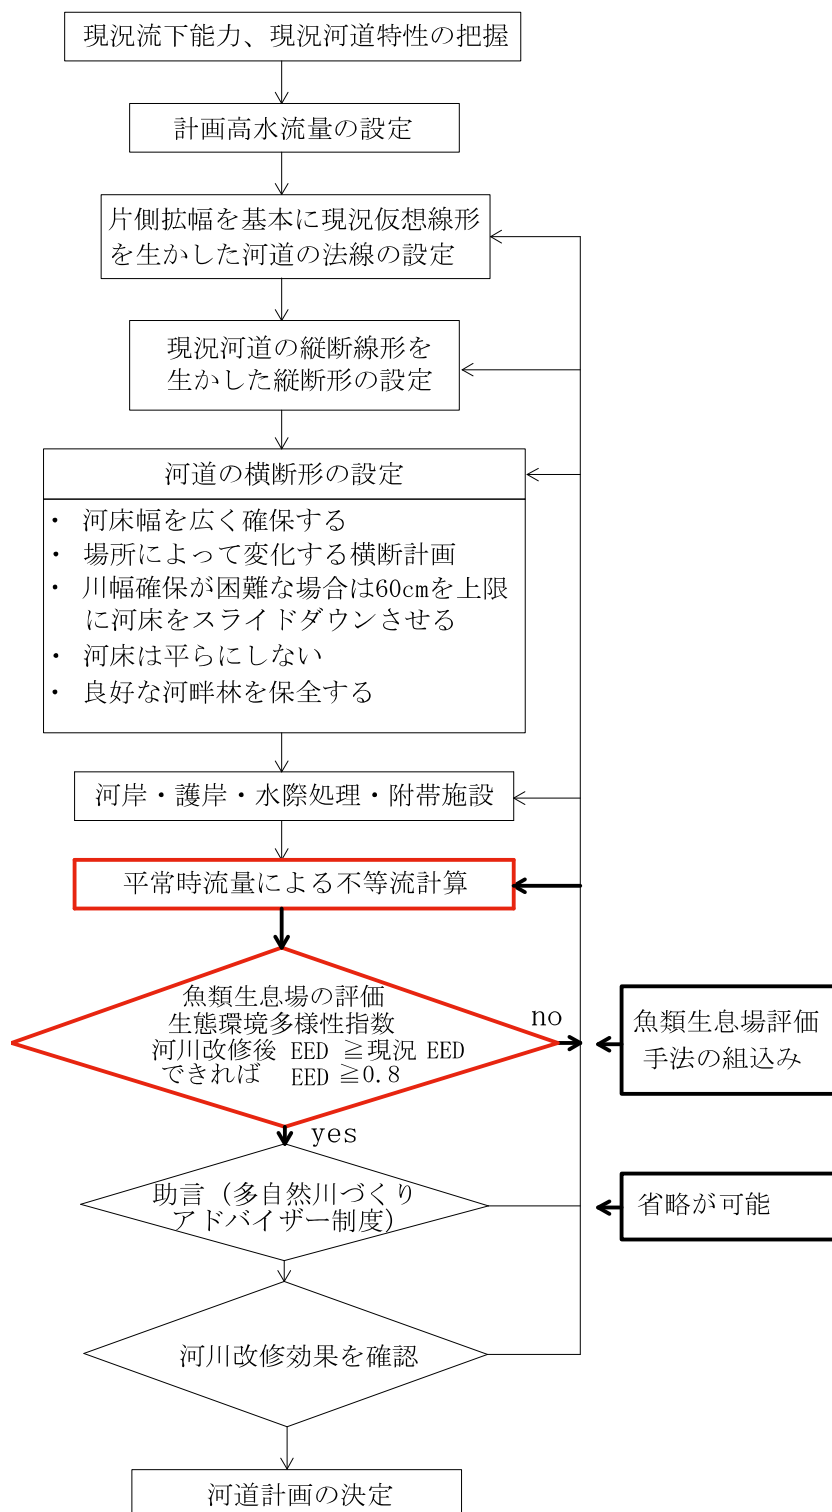 現況流下能力、現況河道特性の把握
計画高水流量の設定
片側拡幅を基本に現況仮想線形
を生かした河道の法線の設定
現況河道の縦断線形を
生かした縦断形の設定
河道の横断形の設定
・ 河床幅を広く確保する
・ 場所によって変化する横断計画
・ 川幅確保が困難な場合は60cmを上限
に河床をスライドダウンさせる
・ 河床は平らにしない
・ 良好な河畔林を保全する
河岸・護岸・水際処理・附帯施設
平常時流量による不等流計算
魚類生息場の評価
生態環境多様性指数
河川改修後 EED ≧現況 EED
できれば EED ≧0.8
no
魚類生息場評価
手法の組込み
yes
助言（多自然川づくり
アドバイザー制度）
省略が可能
河川改修効果を確認
河道計画の決定